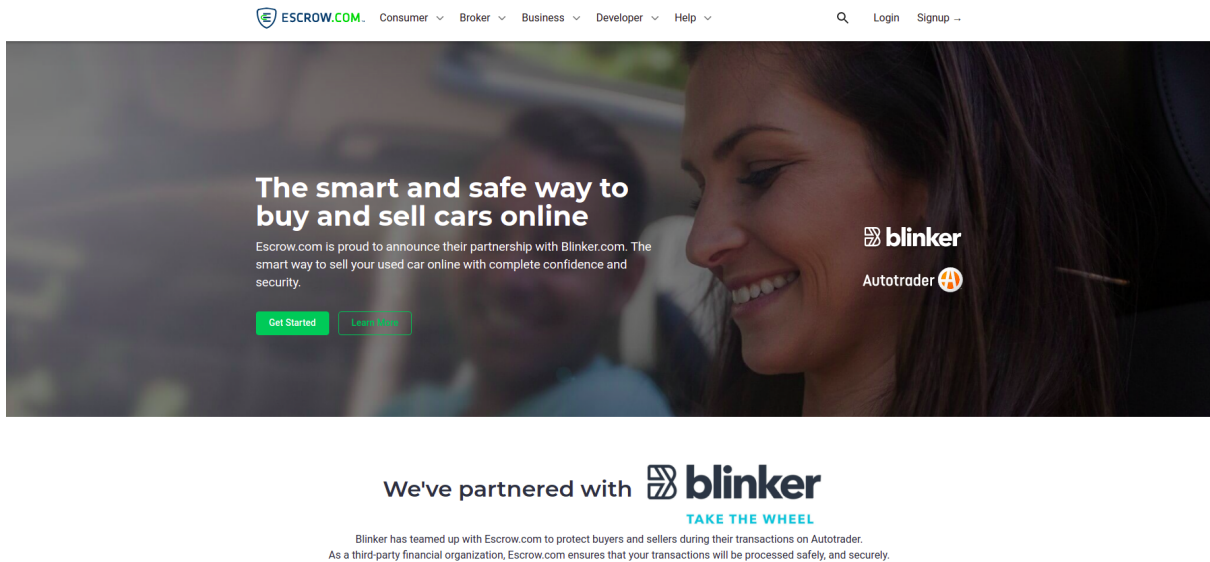 ESCROW.COM Consumer Broker Business Developer Help Login Signup →
The smart and safe way to
buy and sell cars online
Escrow.com is proud to announce their partnership with Blinker.com. The
smart way to sell your used car online with complete confidence and
security.
Get Started Learn More
blinker
Autotrader
We've partnered with blinker
TAKE THE WHEEL
Blinker has teamed up with Escrow.com to protect buyers and sellers during their transactions on Autotrader.
As a third-party financial organization, Escrow.com ensures that your transactions will be processed safely, and securely.